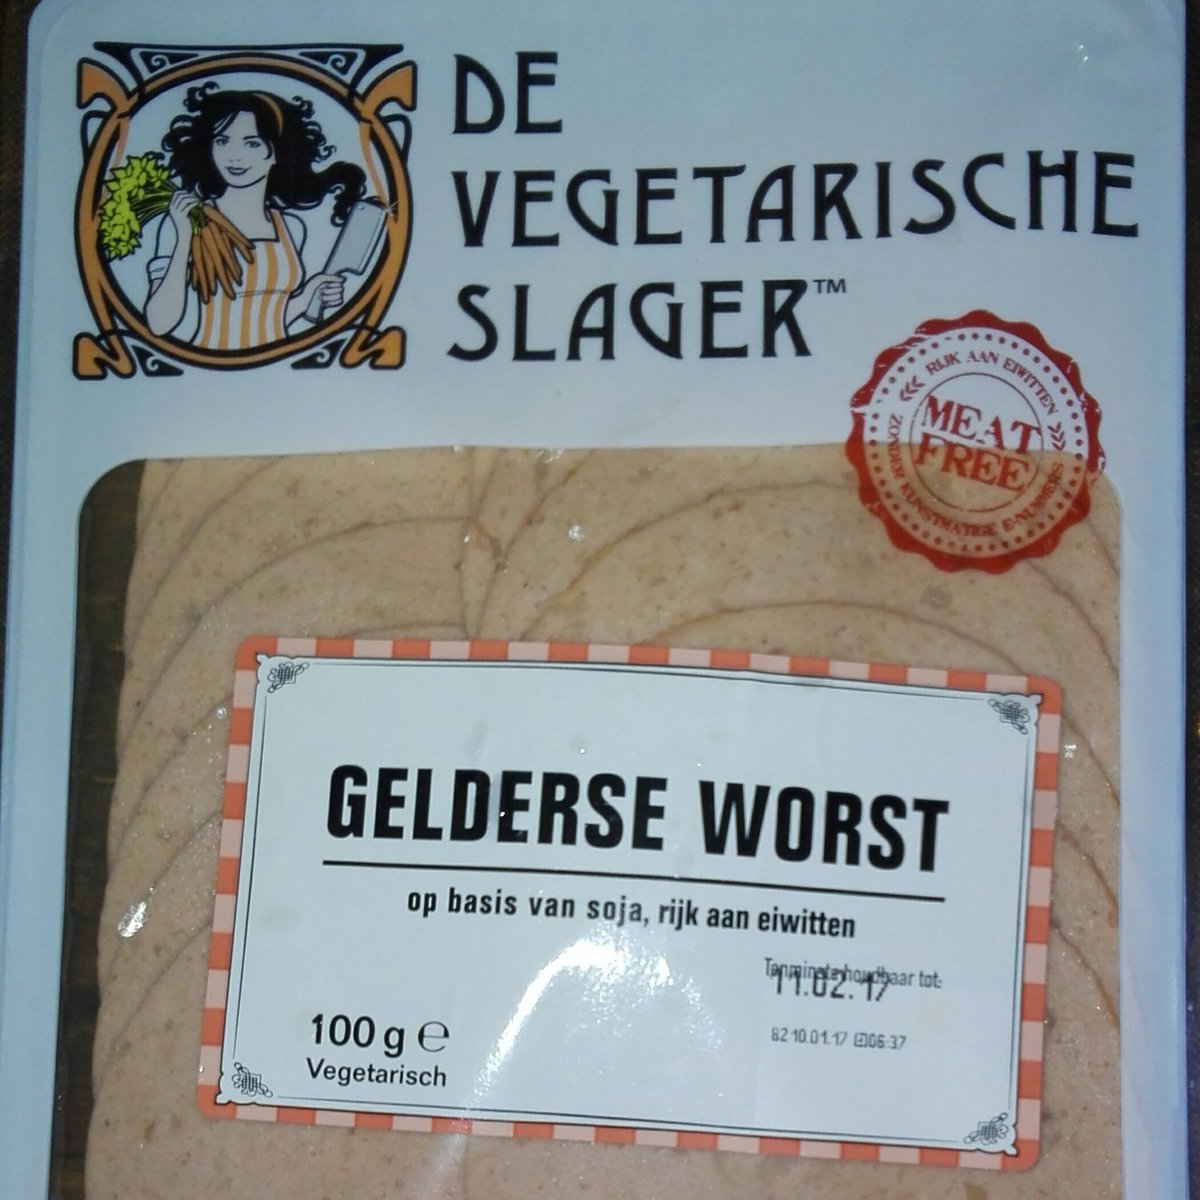 DE
VEGETARISCHE
SLAGER™
RIJK AAN EIWITTEN
MEAT
FREE
ZONDER KUNSTMATIGE E-NUMMERS
GELDERSE WORST
op basis van soja, rijk aan eiwitten
Tenminste houdbaar tot:
11.02.17
82 10.01.17 06:37
100 g ℮
Vegetarisch